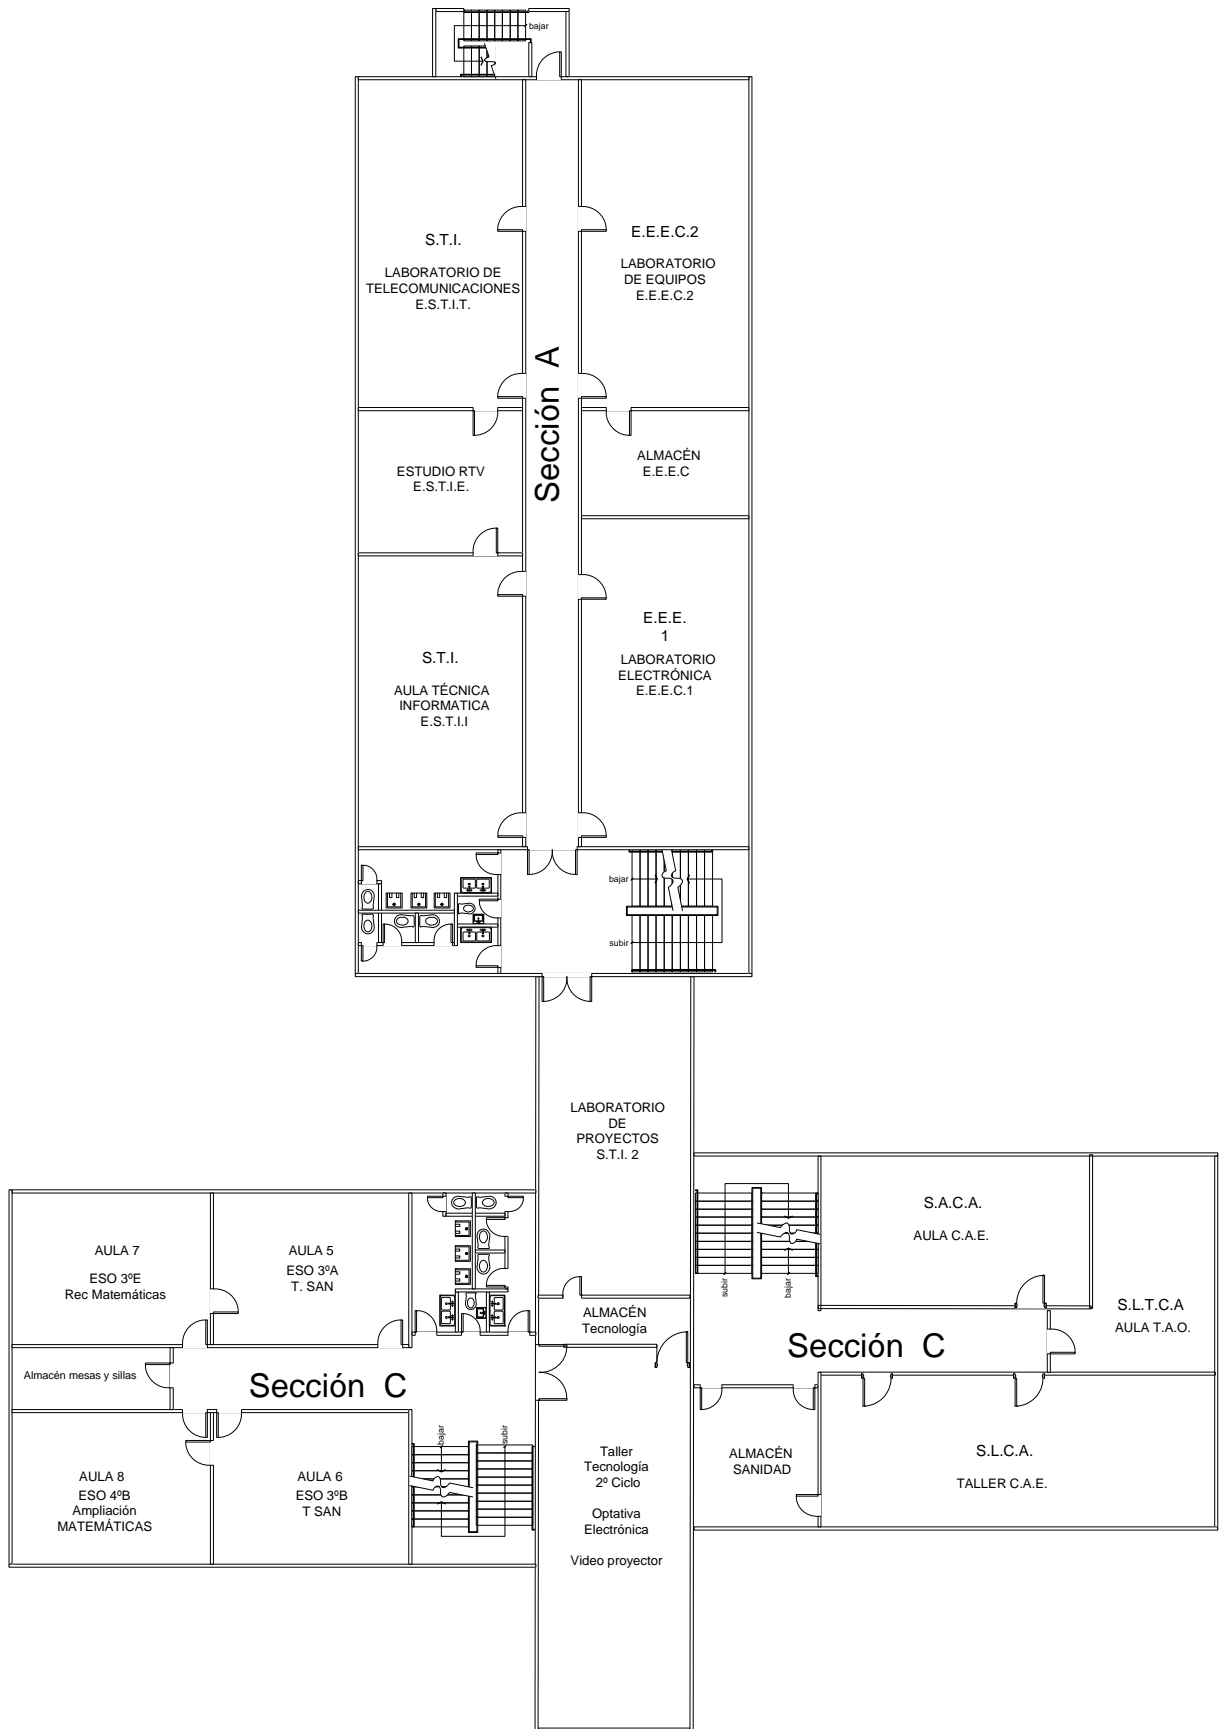 bajar
S.T.I.
LABORATORIO DE
TELECOMUNICACIONES
E.S.T.I.T.
E.E.E.C.2
LABORATORIO
DE EQUIPOS
E.E.E.C.2
Sección A
ESTUDIO RTV
E.S.T.I.E.
ALMACÉN
E.E.E.C
S.T.I.
AULA TÉCNICA
INFORMATICA
E.S.T.I.I
E.E.E.
1
LABORATORIO
ELECTRÓNICA
E.E.E.C.1
bajar
subir
LABORATORIO
DE
PROYECTOS
S.T.I. 2
AULA 7
ESO 3ºE
Rec Matemáticas
AULA 5
ESO 3ºA
T. SAN
ALMACÉN
Tecnología
subir
bajar
S.A.C.A.
AULA C.A.E.
S.L.T.C.A
AULA T.A.O.
Sección C
Almacén mesas y sillas
Sección C
bajar
subir
AULA 8
ESO 4ºB
Ampliación
MATEMÁTICAS
AULA 6
ESO 3ºB
T SAN
Taller
Tecnología
2º Ciclo
Optativa
Electrónica
Video proyector
ALMACÉN
SANIDAD
S.L.C.A.
TALLER C.A.E.